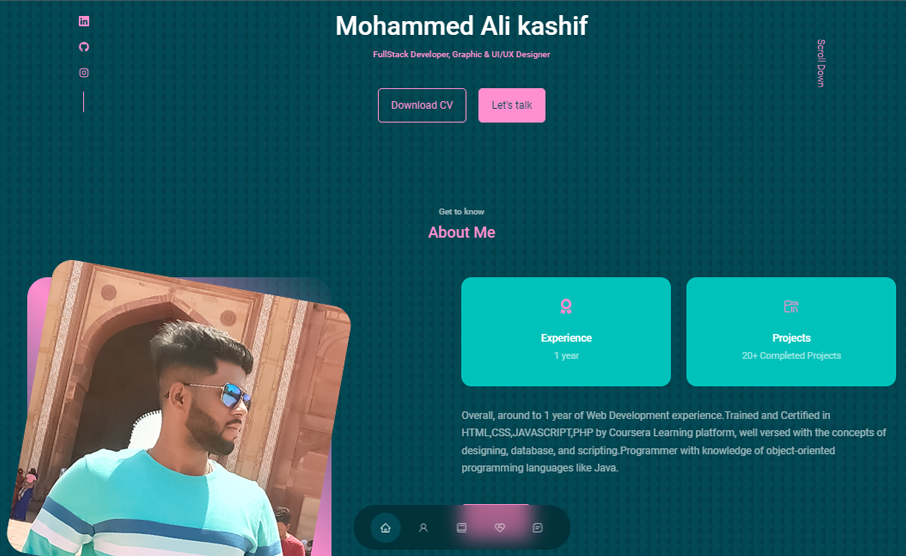 Mohammed Ali kashif
FullStack Developer, Graphic & UI/UX Designer
Scroll Down
Download CV
Let's talk
Get to know
About Me
Experience
1 year
Projects
20+ Completed Projects
Overall, around to 1 year of Web Development experience.Trained and Certified in
HTML,CSS,JAVASCRIPT,PHP by Coursera Learning platform, well versed with the concepts of
designing, database, and scripting.Programmer with knowledge of object-oriented
programming languages like Java.